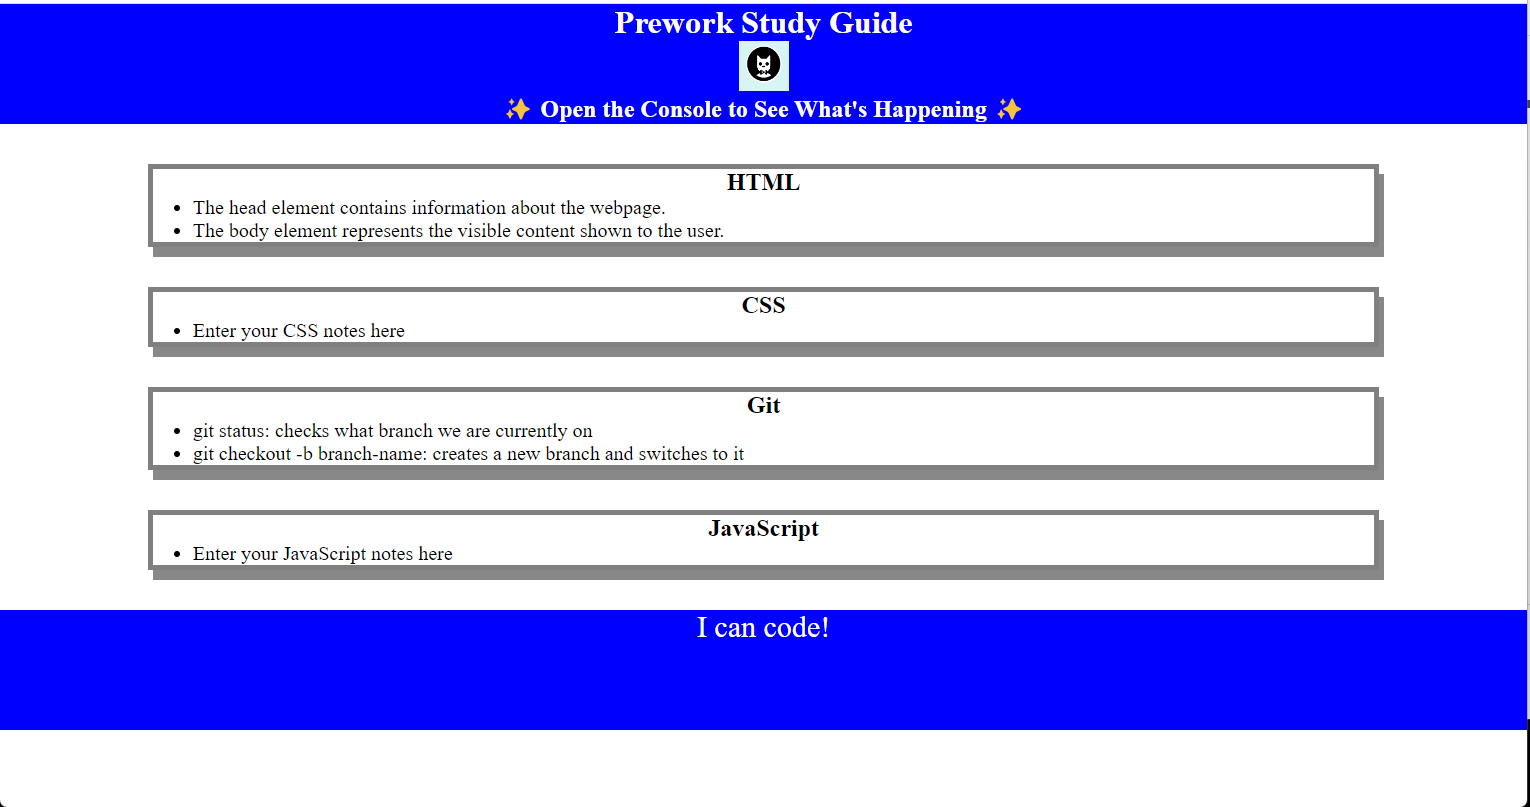 Prework Study Guide
✨ Open the Console to See What's Happening ✨
HTML
• The head element contains information about the webpage.
• The body element represents the visible content shown to the user.
CSS
• Enter your CSS notes here
Git
• git status: checks what branch we are currently on
• git checkout -b branch-name: creates a new branch and switches to it
JavaScript
• Enter your JavaScript notes here
I can code!